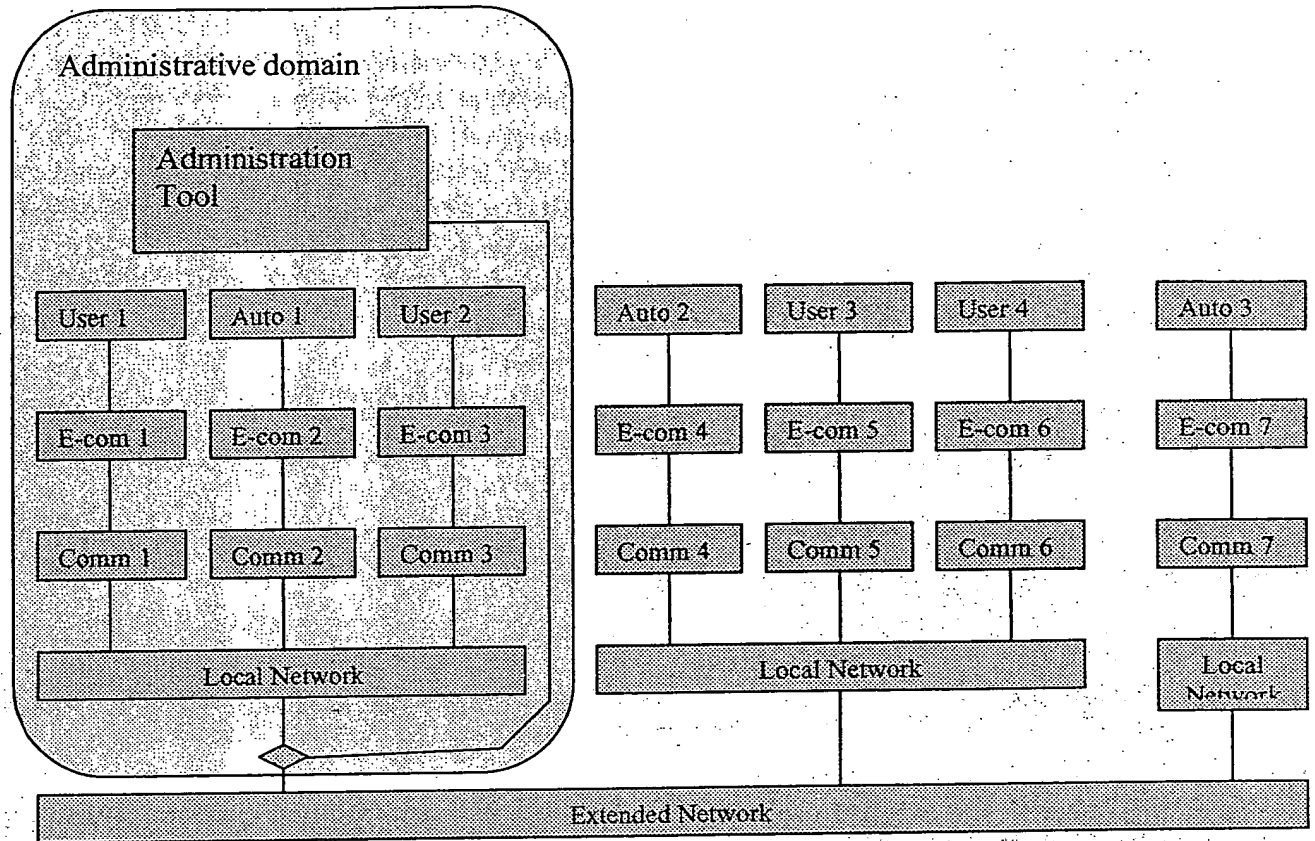 Administrative domain
Administration
Tool
User 1
Auto 1
User 2
Auto 2
User 3
User 4
Auto 3
E-com 1
E-com 2
E-com 3
E-com 4
E-com 5
E-com 6
E-com 7
Comm 1
Comm 2
Comm 3
Comm 4
Comm 5
Comm 6
Comm 7
Local Network
Local Network
Local
Network
Extended Network